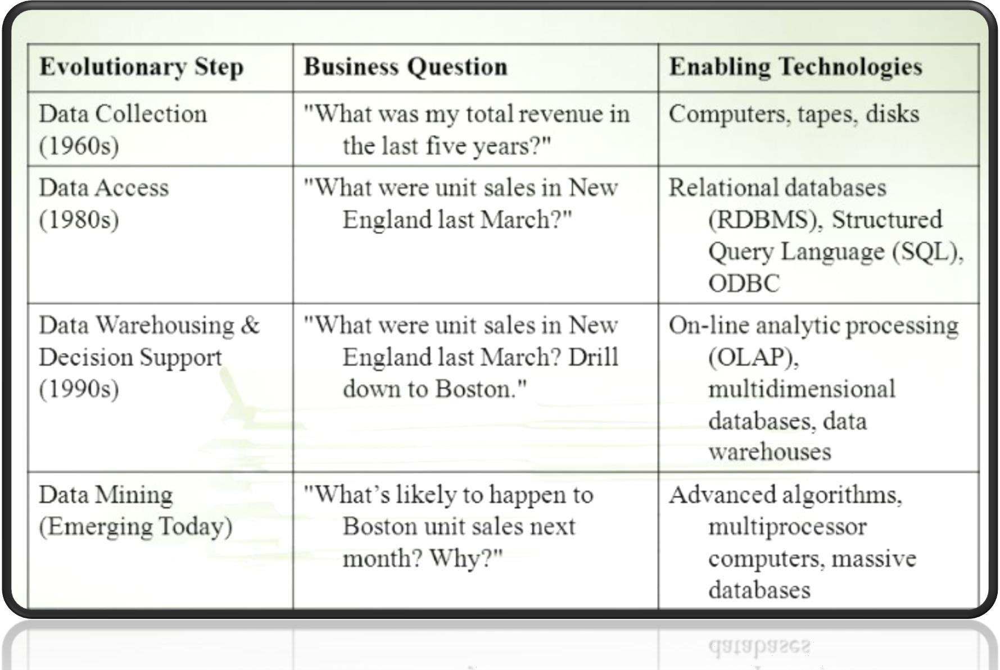 Evolutionary Step
Business Question
Enabling Technologies
Data Collection
(1960s)
"What was my total revenue in
the last five years?"
Computers, tapes, disks
Data Access
(1980s)
"What were unit sales in New
England last March?"
Relational databases
(RDBMS), Structured
Query Language (SQL),
ODBC
Data Warehousing &
Decision Support
(1990s)
"What were unit sales in New
England last March? Drill
down to Boston."
On-line analytic processing
(OLAP),
multidimensional
databases, data
warehouses
Data Mining
(Emerging Today)
"What’s likely to happen to
Boston unit sales next
month? Why?"
Advanced algorithms,
multiprocessor
computers, massive
databases